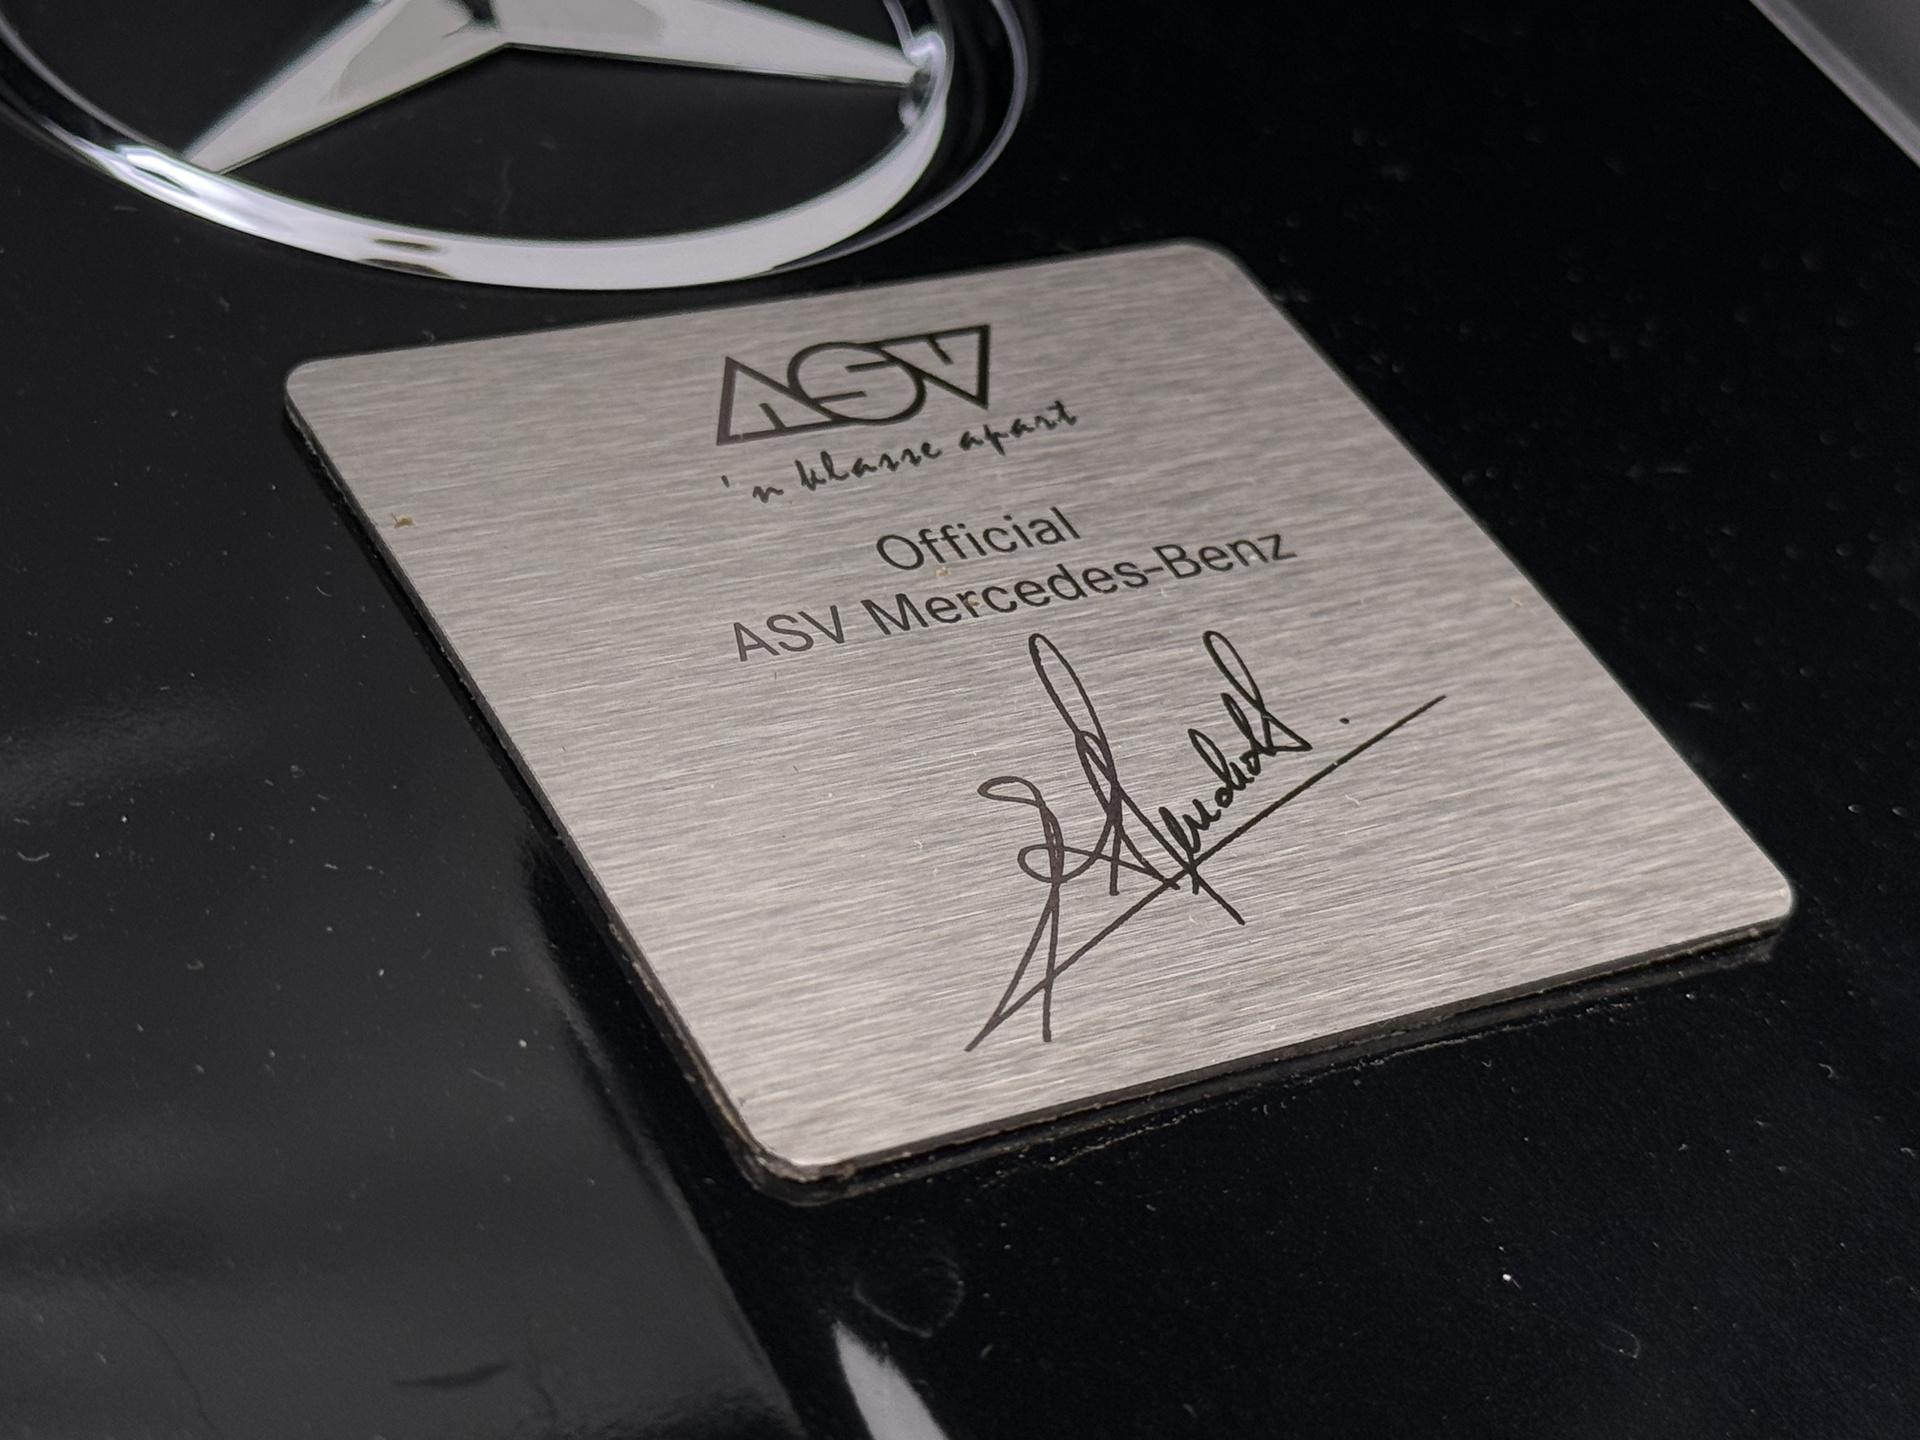 ASV
'n klasse apart
Official
ASV Mercedes-Benz